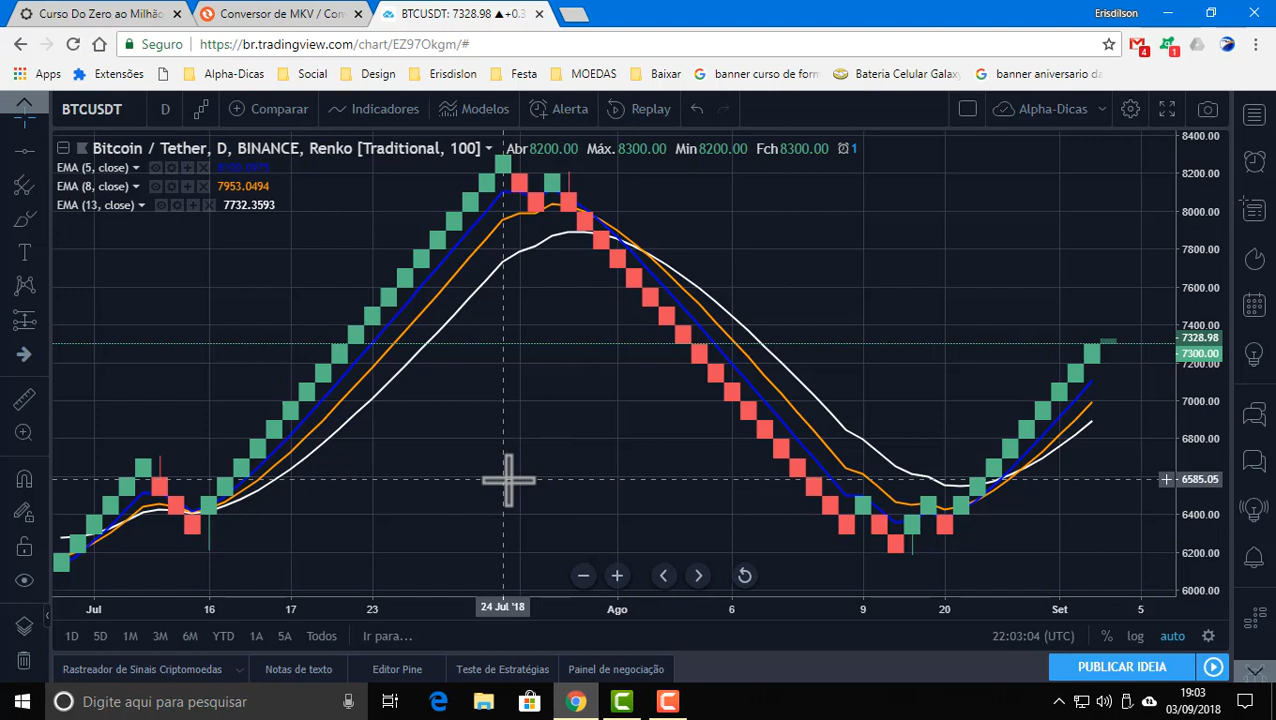 Curso Do Zero ao Milhão
Conversor de MKV / Com
BTCUSDT: 7328.98 ▲+0.3
Erisdilson
Seguro
https://br.tradingview.com/chart/EZ97Okgm/#
4
1
Apps
Extensões
Alpha-Dicas
Social
Design
Erisdislon
Festa
MOEDAS
Baixar
banner curso de form
Bateria Celular Galaxy
banner aniversario da
BTCUSDT
D
Comparar
Indicadores
Modelos
Alerta
Replay
Alpha-Dicas
Bitcoin / Tether, D, BINANCE, Renko [Traditional, 100]
Abr 8200.00 Máx. 8300.00 Min 8200.00 Fch 8300.00 1
EMA (5, close)
EMA (8, close) 7953.0494
EMA (13, close) 7732.3593
8400.00
8200.00
8000.00
7800.00
7600.00
7400.00
7328.98
7300.00
7200.00
7000.00
6800.00
6585.05
6400.00
6200.00
6000.00
Jul
16
17
23
24 Jul '18
Ago
6
9
20
Set
5
1D
5D
1M
3M
6M
YTD
1A
5A
Todos
Ir para...
22:03:04 (UTC)
%
log
auto
Rastreador de Sinais Criptomoedas
Notas de texto
Editor Pine
Teste de Estratégias
Painel de negociação
PUBLICAR IDEIA
Digite aqui para pesquisar
19:03
03/09/2018